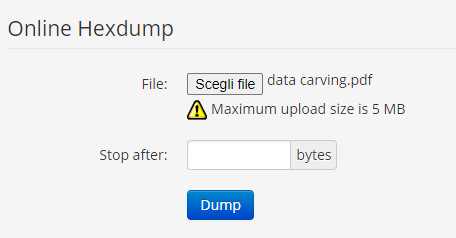 Online Hexdump
File: Scegli file data carving.pdf
Maximum upload size is 5 MB
Stop after: bytes
Dump